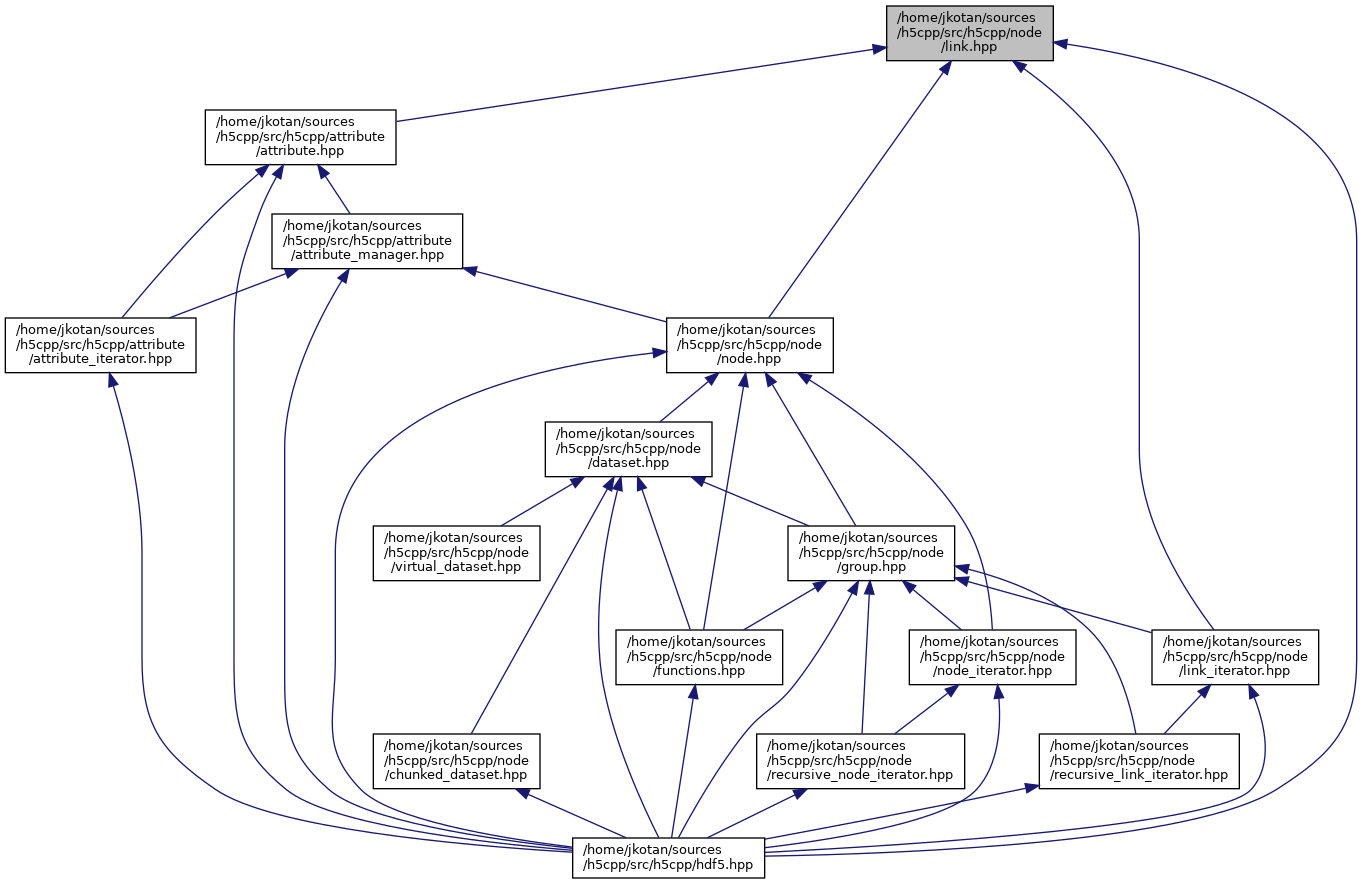 /home/jkotan/sources
/h5cpp/src/h5cpp/node
/link.hpp
/home/jkotan/sources
/h5cpp/src/h5cpp/attribute
/attribute.hpp
/home/jkotan/sources
/h5cpp/src/h5cpp/attribute
/attribute_manager.hpp
/home/jkotan/sources
/h5cpp/src/h5cpp/attribute
/attribute_iterator.hpp
/home/jkotan/sources
/h5cpp/src/h5cpp/node
/node.hpp
/home/jkotan/sources
/h5cpp/src/h5cpp/node
/dataset.hpp
/home/jkotan/sources
/h5cpp/src/h5cpp/node
/virtual_dataset.hpp
/home/jkotan/sources
/h5cpp/src/h5cpp/node
/group.hpp
/home/jkotan/sources
/h5cpp/src/h5cpp/node
/functions.hpp
/home/jkotan/sources
/h5cpp/src/h5cpp/node
/node_iterator.hpp
/home/jkotan/sources
/h5cpp/src/h5cpp/node
/link_iterator.hpp
/home/jkotan/sources
/h5cpp/src/h5cpp/node
/chunked_dataset.hpp
/home/jkotan/sources
/h5cpp/src/h5cpp/node
/recursive_node_iterator.hpp
/home/jkotan/sources
/h5cpp/src/h5cpp/node
/recursive_link_iterator.hpp
/home/jkotan/sources
/h5cpp/src/h5cpp/hdf5.hpp